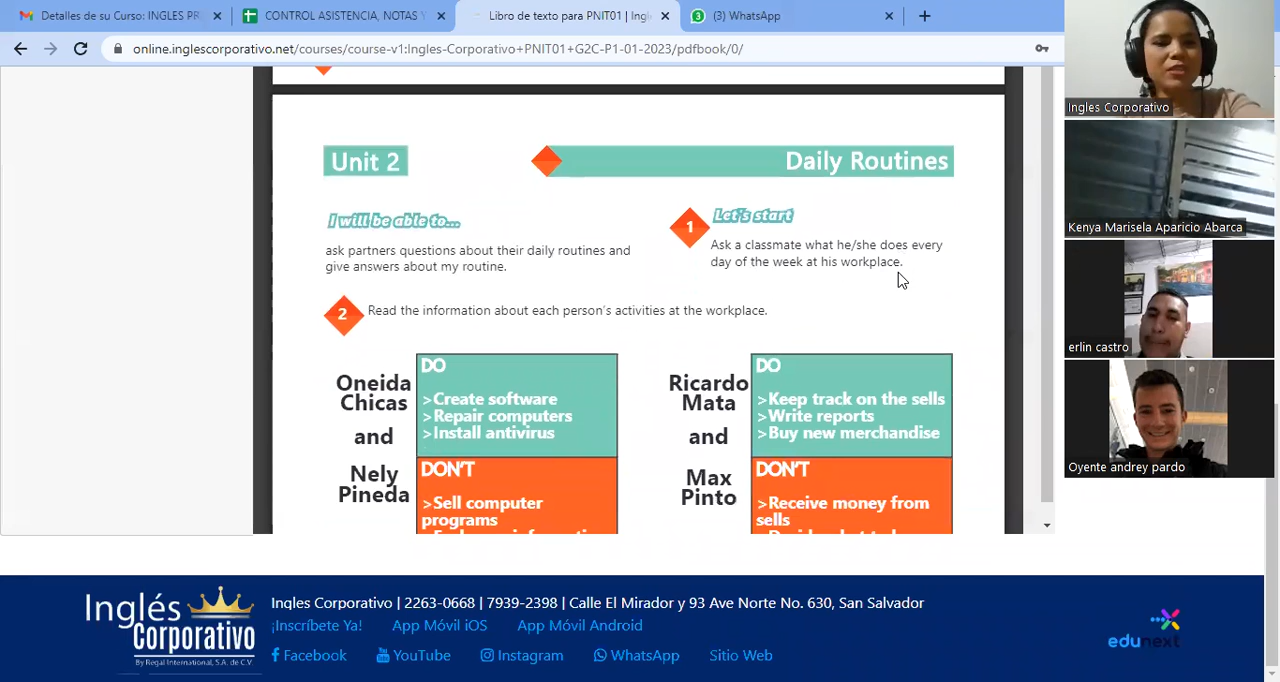 Detalles de su Curso: INGLES PR
CONTROL ASISTENCIA, NOTAS Y
Libro de texto para PNIT01 | Ingl
(3) WhatsApp
online.inglescorporativo.net/courses/course-v1:Ingles-Corporativo+PNIT01+G2C-P1-01-2023/pdfbook/0/
Unit 2
Daily Routines
I will be able to...
ask partners questions about their daily routines and
give answers about my routine.
1
Let's start
Ask a classmate what he/she does every
day of the week at his workplace.
2
Read the information about each person's activities at the workplace.
Oneida
Chicas
and
Nely
Pineda
DO
>Create software
>Repair computers
>Install antivirus
DON'T
>Sell computer
programs
Ricardo
Mata
and
Max
Pinto
DO
>Keep track on the sells
>Write reports
>Buy new merchandise
DON'T
>Receive money from
sells
Ingles Corporativo
Kenya Marisela Aparicio Abarca
erlin castro
Oyente andrey pardo
Inglés
Corporativo
By Regal International, S.A. de C.V.
Ingles Corporativo | 2263-0668 | 7939-2398 | Calle El Mirador y 93 Ave Norte No. 630, San Salvador
¡Inscríbete Ya!
App Móvil iOS
App Móvil Android
Facebook
YouTube
Instagram
WhatsApp
Sitio Web
edunext